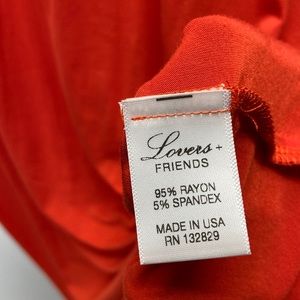 Lovers +
FRIENDS
95% RAYON
5% SPANDEX
MADE IN USA
RN 132829